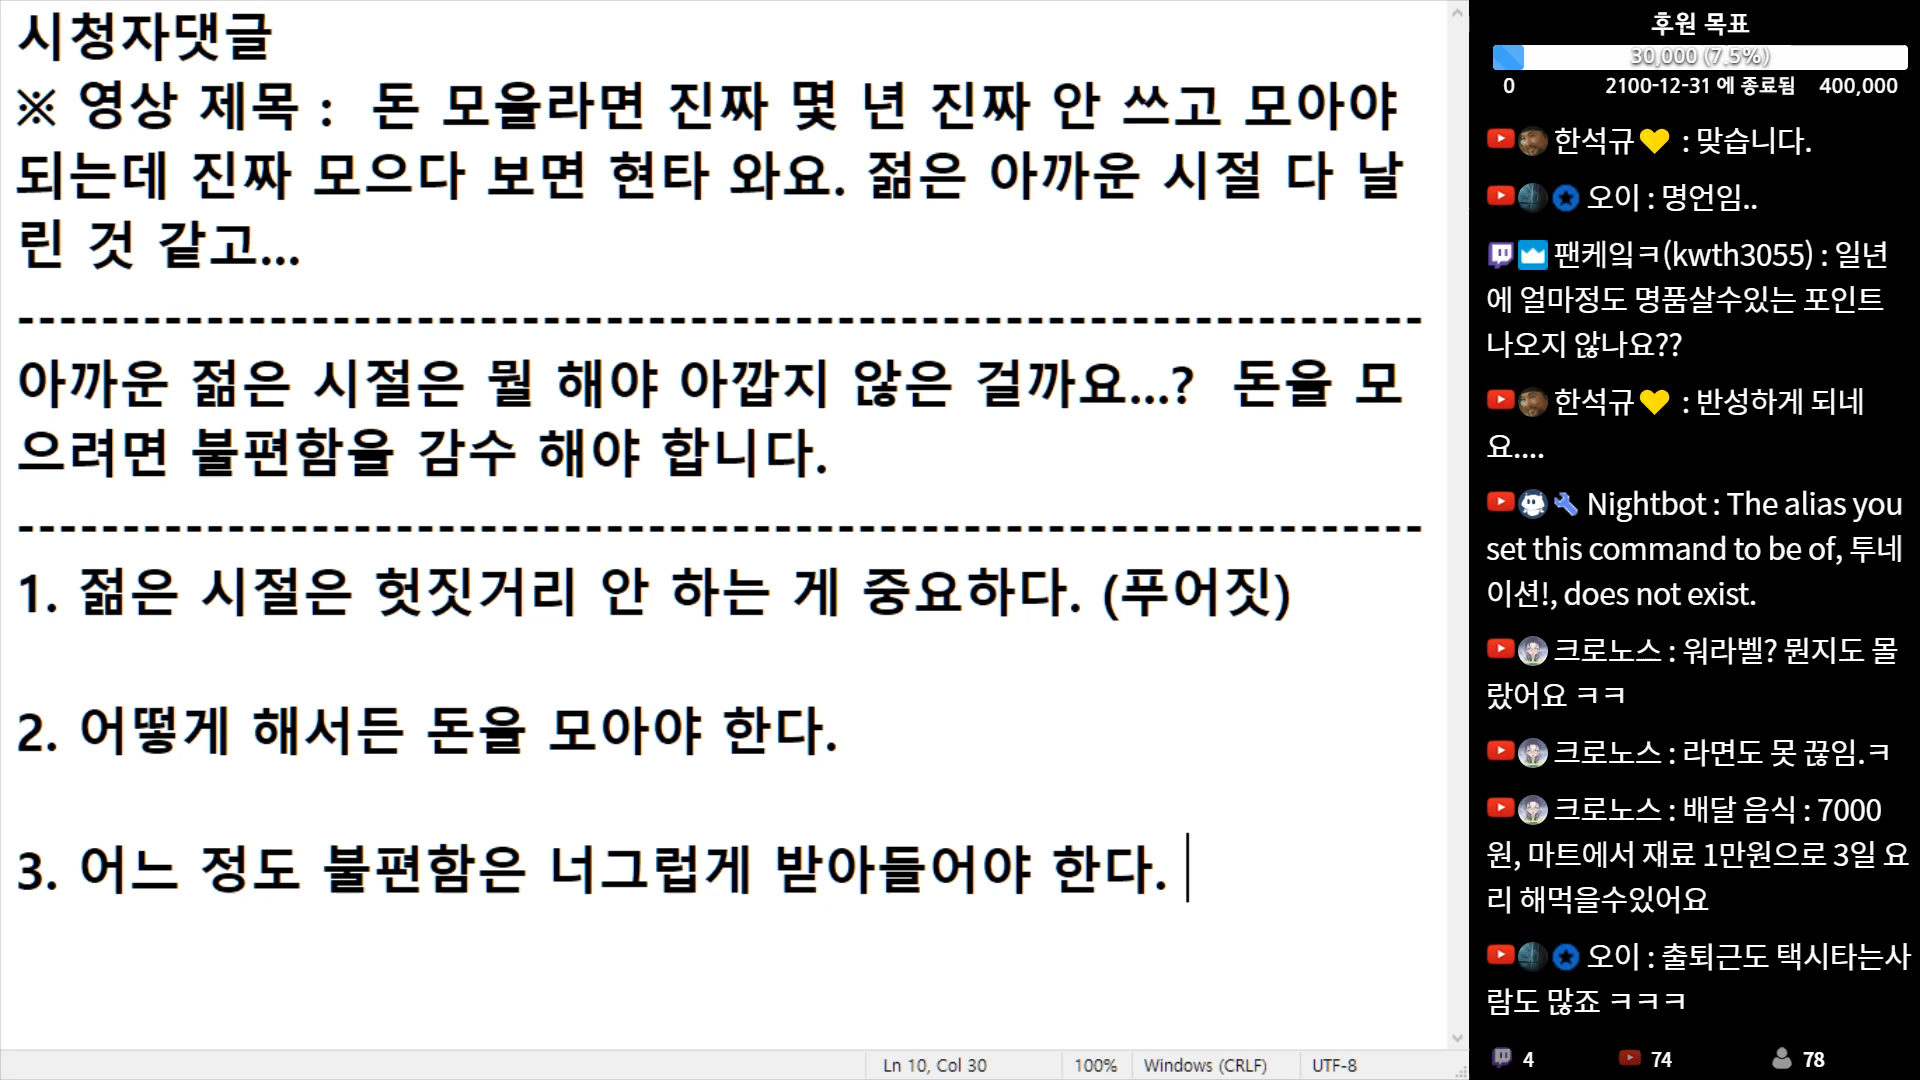 시청자댓글
※ 영상 제목 :  돈 모을라면 진짜 몇 년 진짜 안 쓰고 모아야
되는데 진짜 모으다 보면 현타 와요. 젊은 아까운 시절 다 날
린 것 같고...
-------------------------------------------------------------------
아까운 젊은 시절은 뭘 해야 아깝지 않은 걸까요...?  돈을 모
으려면 불편함을 감수 해야 합니다.
-------------------------------------------------------------------
1. 젊은 시절은 헛짓거리 안 하는 게 중요하다. (푸어짓)
2. 어떻게 해서든 돈을 모아야 한다.
3. 어느 정도 불편함은 너그럽게 받아들어야 한다.
Ln 10, Col 30
100%
Windows (CRLF)
UTF-8
후원 목표
30,000 (7.5%)
0 2100-12-31 에 종료됨 400,000
한석규💛 : 맞습니다.
오이 : 명언임..
팬케잌ㅋ(kwth3055) : 일년
에 얼마정도 명품살수있는 포인트
나오지 않나요??
한석규💛 : 반성하게 되네
요....
Nightbot : The alias you
set this command to be of, 투네
이션!, does not exist.
크로노스 : 워라벨? 뭔지도 몰
랐어요 ㅋㅋ
크로노스 : 라면도 못 끊임.ㅋ
크로노스 : 배달 음식 : 7000
원, 마트에서 재료 1만원으로 3일 요
리 해먹을수있어요
오이 : 출퇴근도 택시타는사
람도 많죠 ㅋㅋㅋ
4 74 78